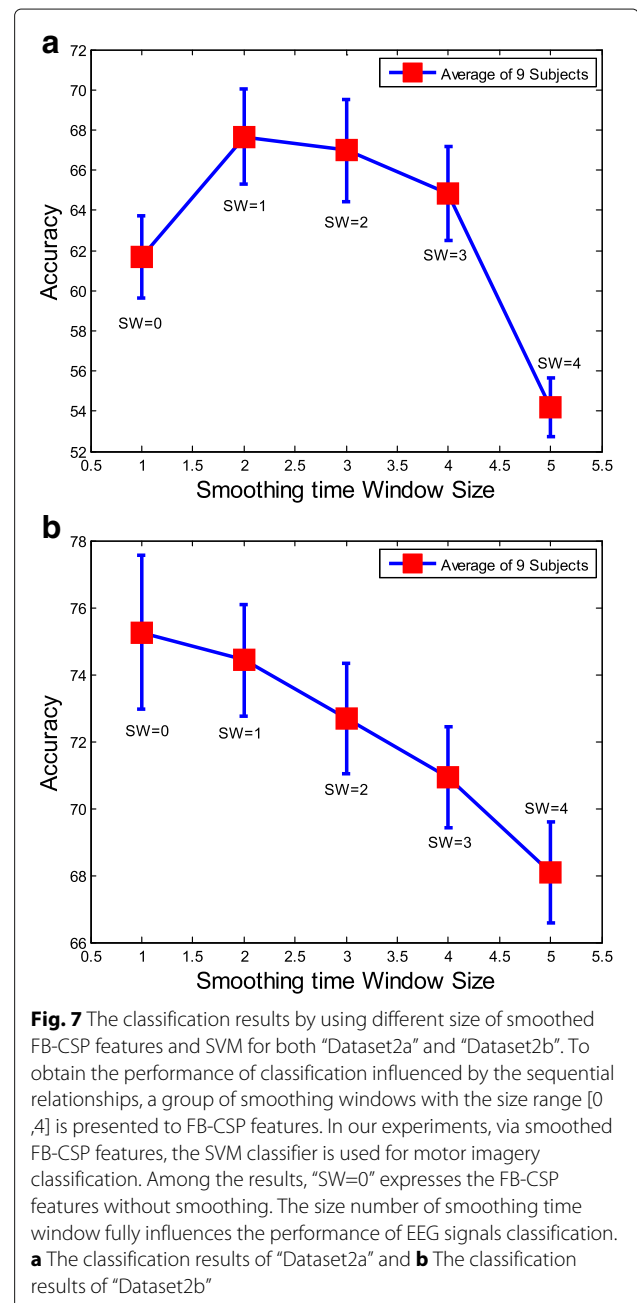 a
72
70
68
66
64
62
60
58
56
54
52
Accuracy
Average of 9 Subjects
SW=0
SW=1
SW=2
SW=3
SW=4
0.5 1 1.5 2 2.5 3 3.5 4 4.5 5 5.5
Smoothing time Window Size
b
78
76
74
72
70
68
66
Accuracy
Average of 9 Subjects
SW=0
SW=1
SW=2
SW=3
SW=4
0.5 1 1.5 2 2.5 3 3.5 4 4.5 5 5.5
Smoothing time Window Size
Fig. 7 The classification results by using different size of smoothed
FB-CSP features and SVM for both “Dataset2a” and “Dataset2b”. To
obtain the performance of classification influenced by the sequential
relationships, a group of smoothing windows with the size range [0
,4] is presented to FB-CSP features. In our experiments, via smoothed
FB-CSP features, the SVM classifier is used for motor imagery
classification. Among the results, “SW=0” expresses the FB-CSP
features without smoothing. The size number of smoothing time
window fully influences the performance of EEG signals classification.
a The classification results of “Dataset2a” and b The classification
results of “Dataset2b”